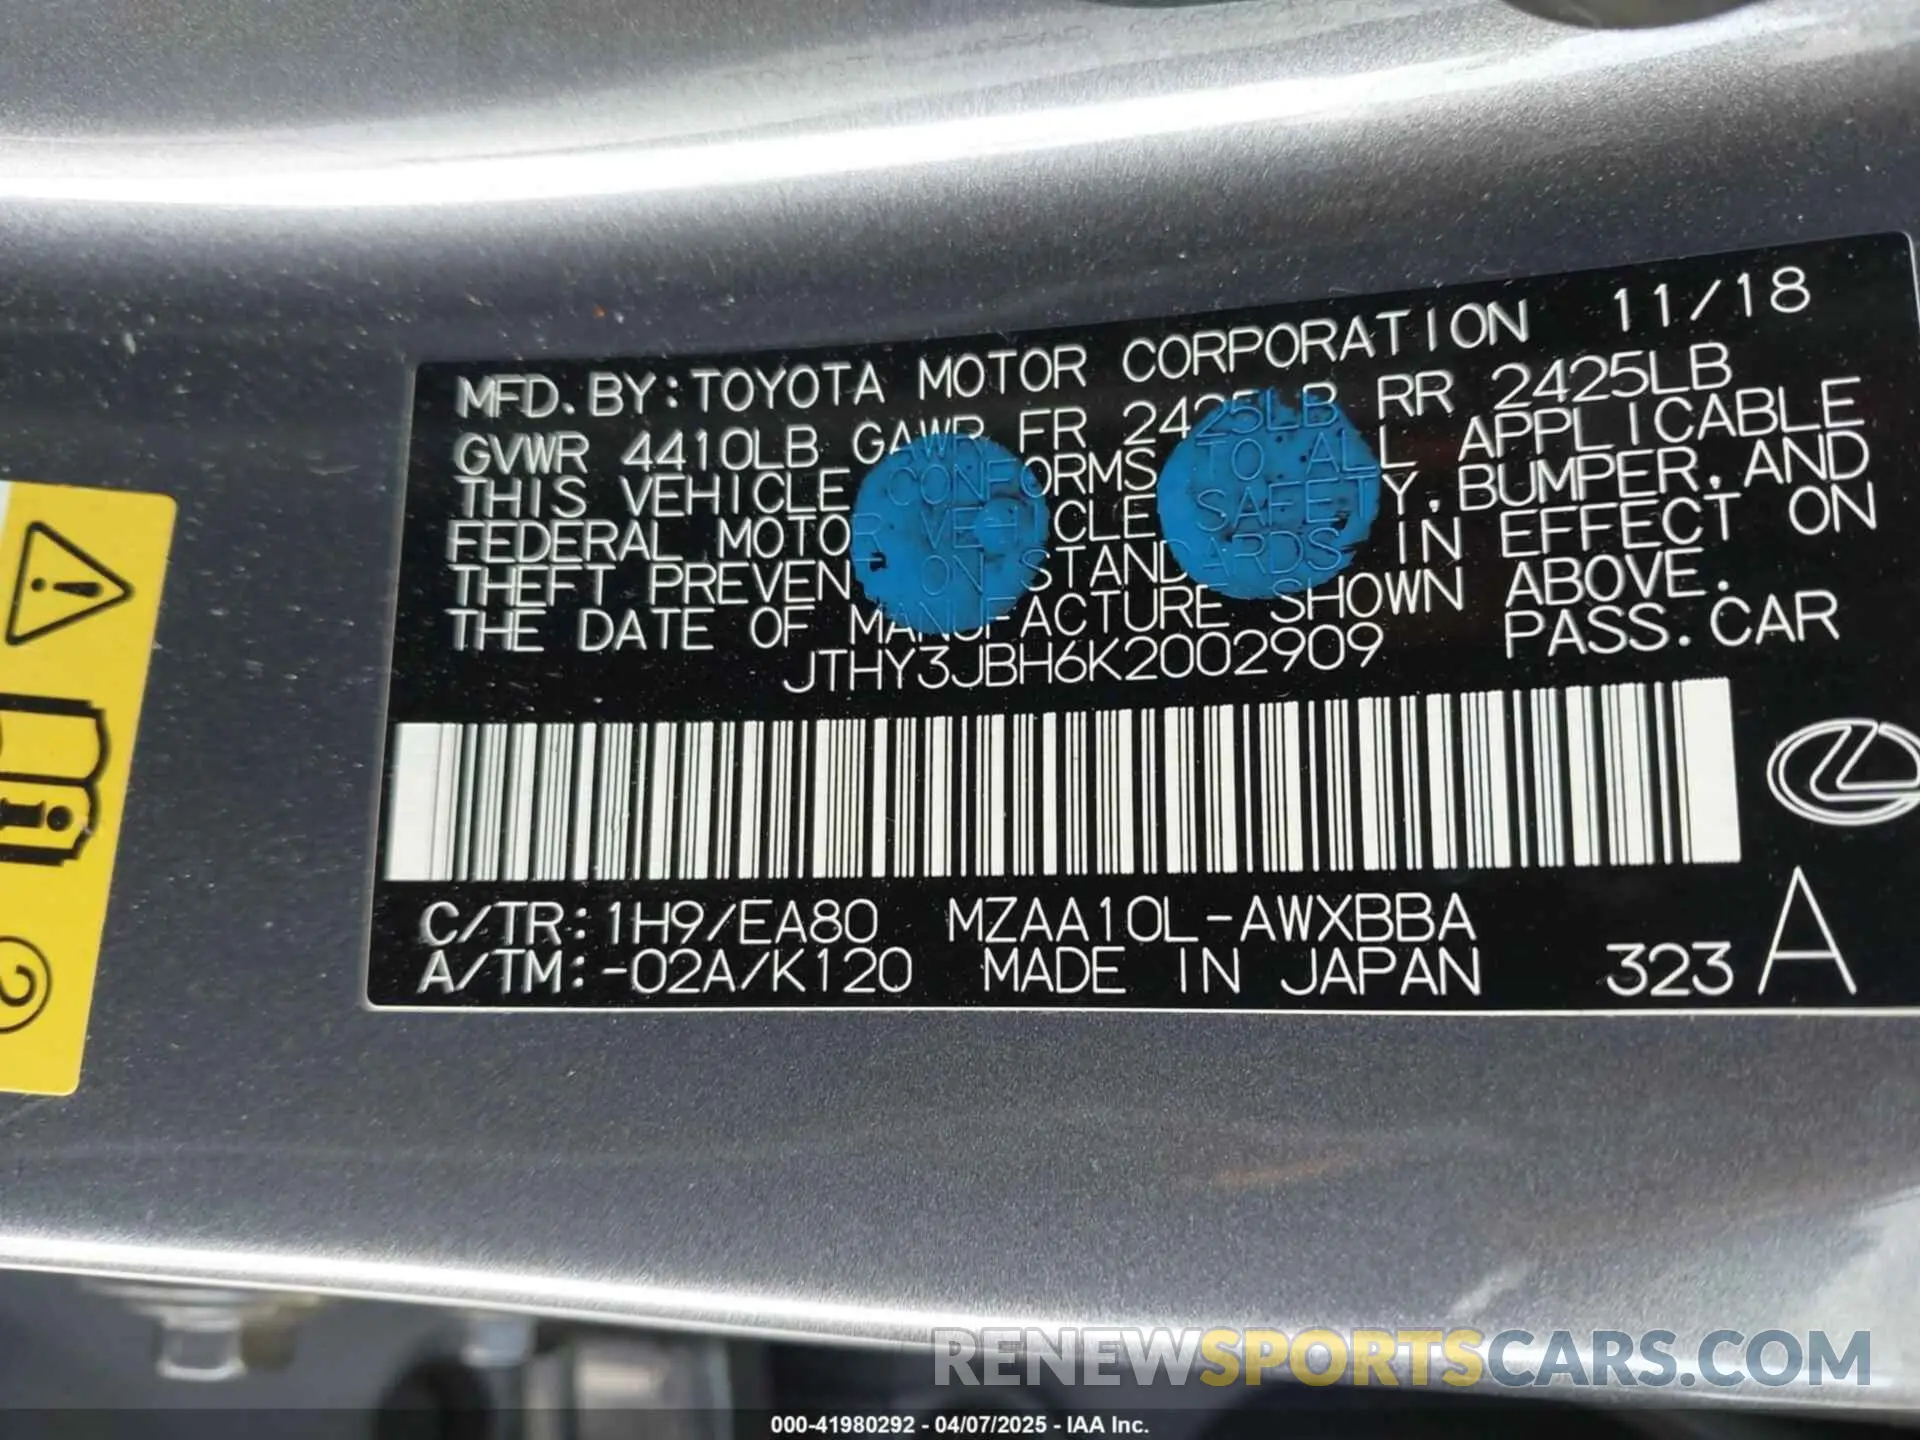 MFD. BY: TOYOTA MOTOR CORPORATION 11/18
GVWR 4410LB GAWR FR 2425LB RR 2425LB
THIS VEHICLE CONFORMS TO ALL APPLICABLE
FEDERAL MOTOR VEHICLE SAFETY, BUMPER, AND
THEFT PREVEN ON STANDARDS IN EFFECT ON
THE DATE OF MANUFACTURE SHOWN ABOVE.
JTHY3JBH6K2002909 PASS. CAR
C/TR: 1H9/EA80 MZAA10L-AWXBBA
A/TM: -02A/K120 MADE IN JAPAN 323 A
2
RENEWSPORTSCARS.COM
000-41980292 - 04/07/2025 - IAA Inc.